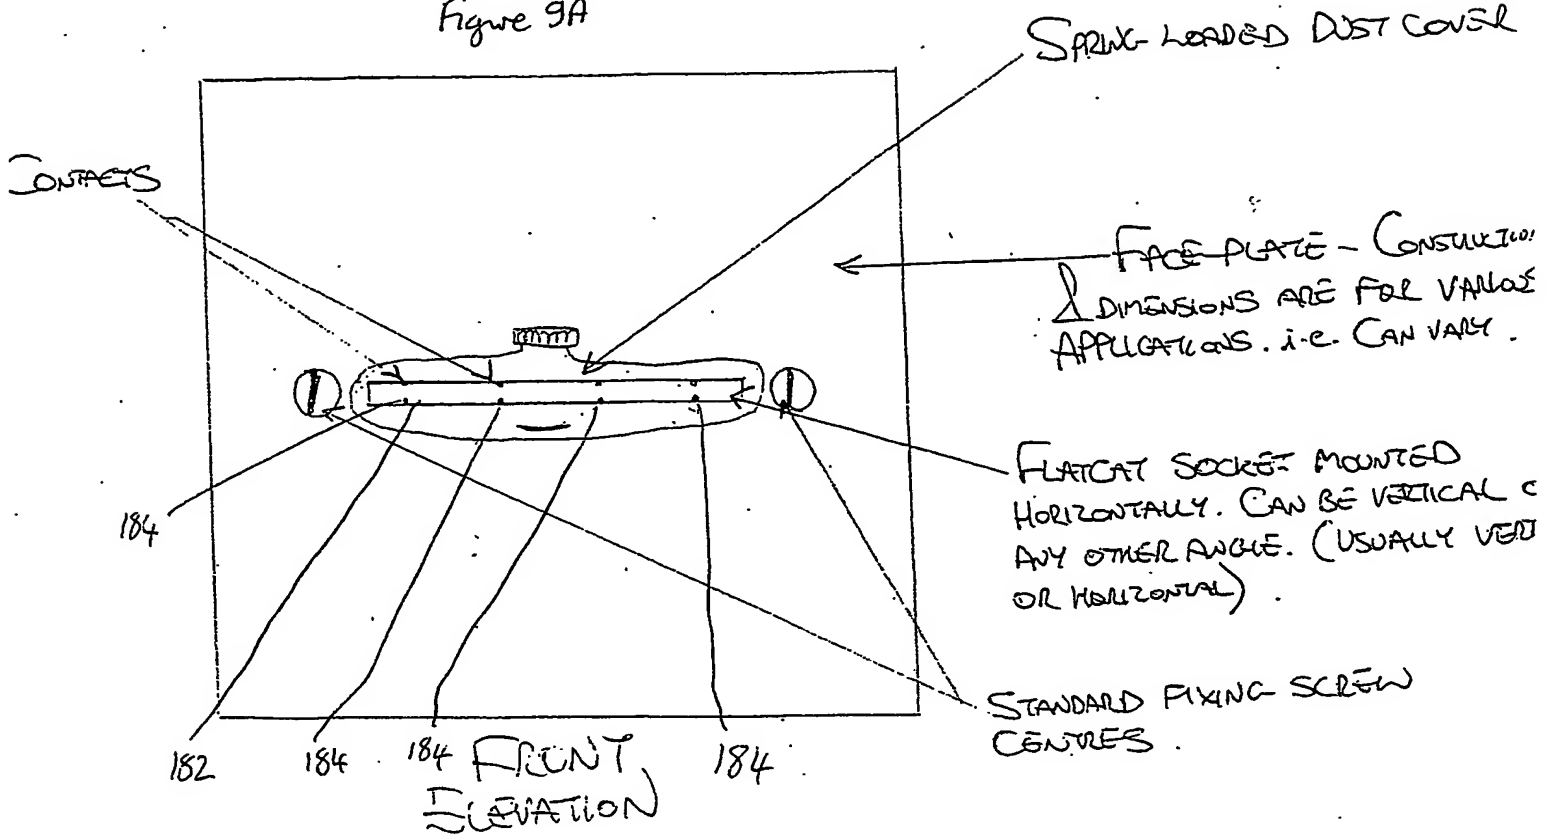 Figure 9A
SPRING-LOADED DUST COVER
CONTACTS
FACE-PLATE - CONSTRUCTION
& DIMENSIONS ARE FOR VARIOUS
APPLICATIONS. i.e. CAN VARY.
FLATCAT SOCKET MOUNTED
HORIZONTALLY. CAN BE VERTICAL
ANY OTHER ANGLE. (USUALLY VERT
OR HORIZONTAL).
184
STANDARD FIXING SCREW
CENTRES.
182
184
184
184
FRONT
ELEVATION